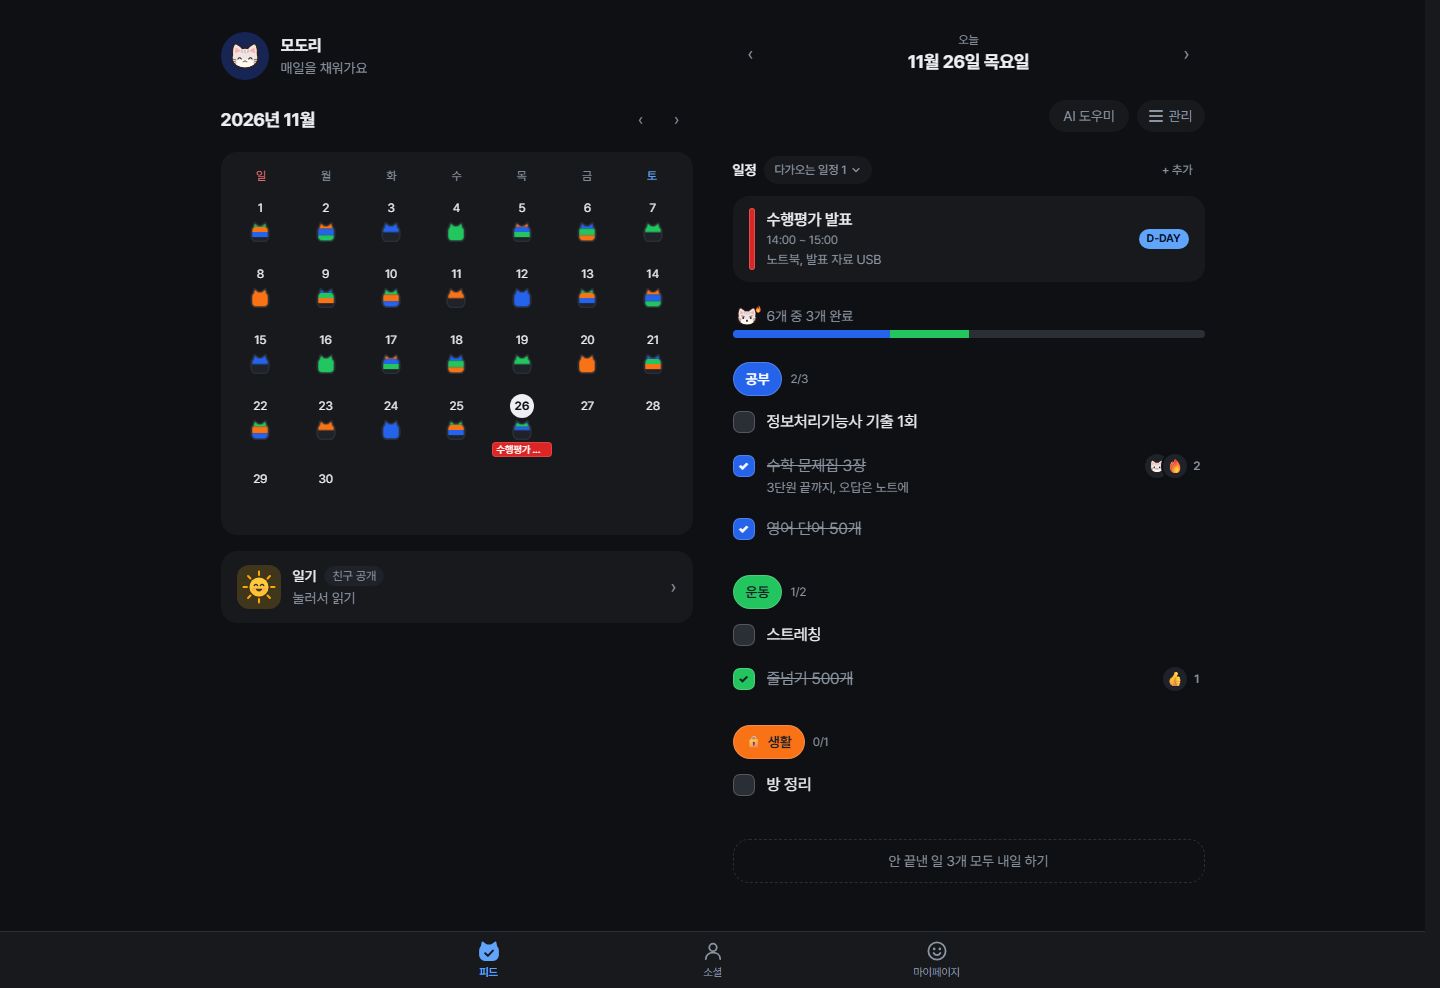 모도리
매일을 채워가요
2026년 11월
일 월 화 수 목 금 토
1 2 3 4 5 6 7
8 9 10 11 12 13 14
15 16 17 18 19 20 21
22 23 24 25 26 27 28
수행평가 ...
29 30
일기 친구 공개
눌러서 읽기
오늘
11월 26일 목요일
AI 도우미 관리
일정 다가오는 일정 1 + 추가
수행평가 발표
14:00 ~ 15:00
노트북, 발표 자료 USB
D-DAY
6개 중 3개 완료
공부 2/3
정보처리기능사 기출 1회
수학 문제집 3장 2
3단원 끝까지, 오답은 노트에
영어 단어 50개
운동 1/2
스트레칭
줄넘기 500개 1
생활 0/1
방 정리
안 끝낸 일 3개 모두 내일 하기
피드 소셜 마이페이지